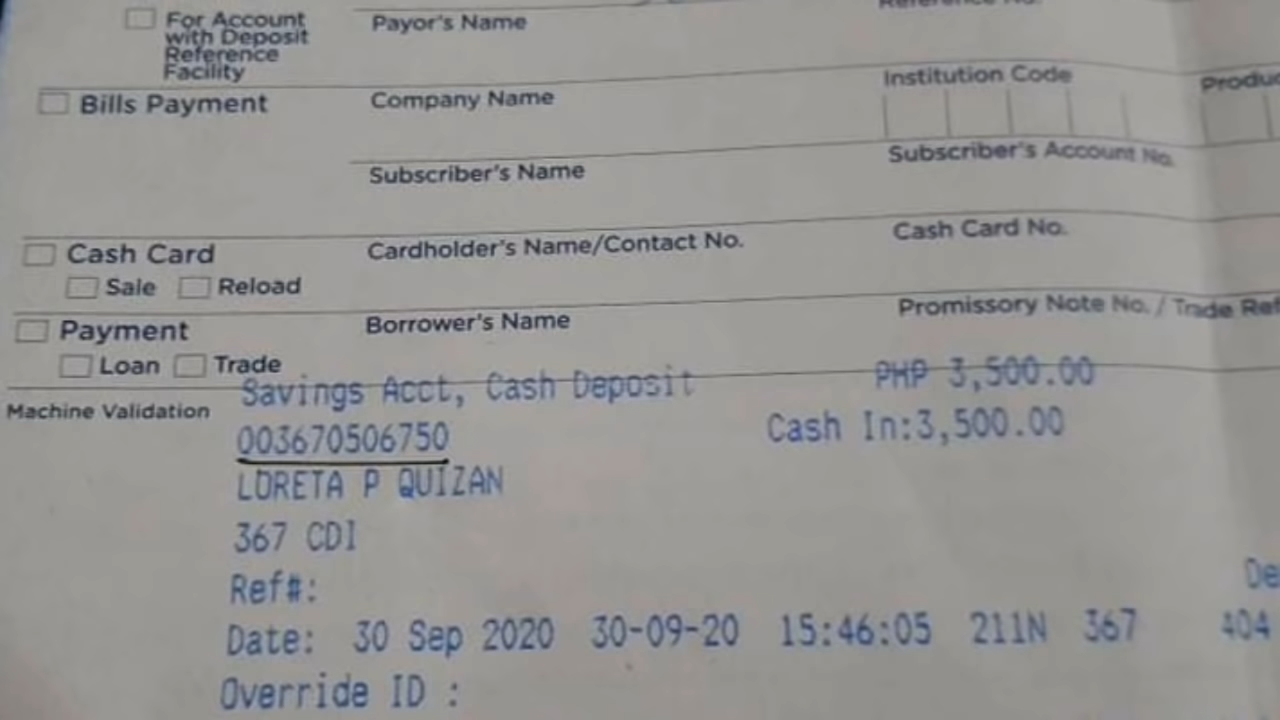 For Account with Deposit Reference Facility
Payor's Name
Bills Payment
Company Name
Institution Code
Subscriber's Name
Subscriber's Account No.
Cash Card
Cardholder's Name/Contact No.
Cash Card No.
Sale Reload
Payment
Borrower's Name
Promissory Note No. / Trade Ref
Loan Trade
Machine Validation
Savings Acct, Cash Deposit PHP 3,500.00
003670506750 Cash In:3,500.00
LORETA P QUIZAN
367 CDI
Ref#:
De
Date: 30 Sep 2020 30-09-20 15:46:05 211N 367 404
Override ID :